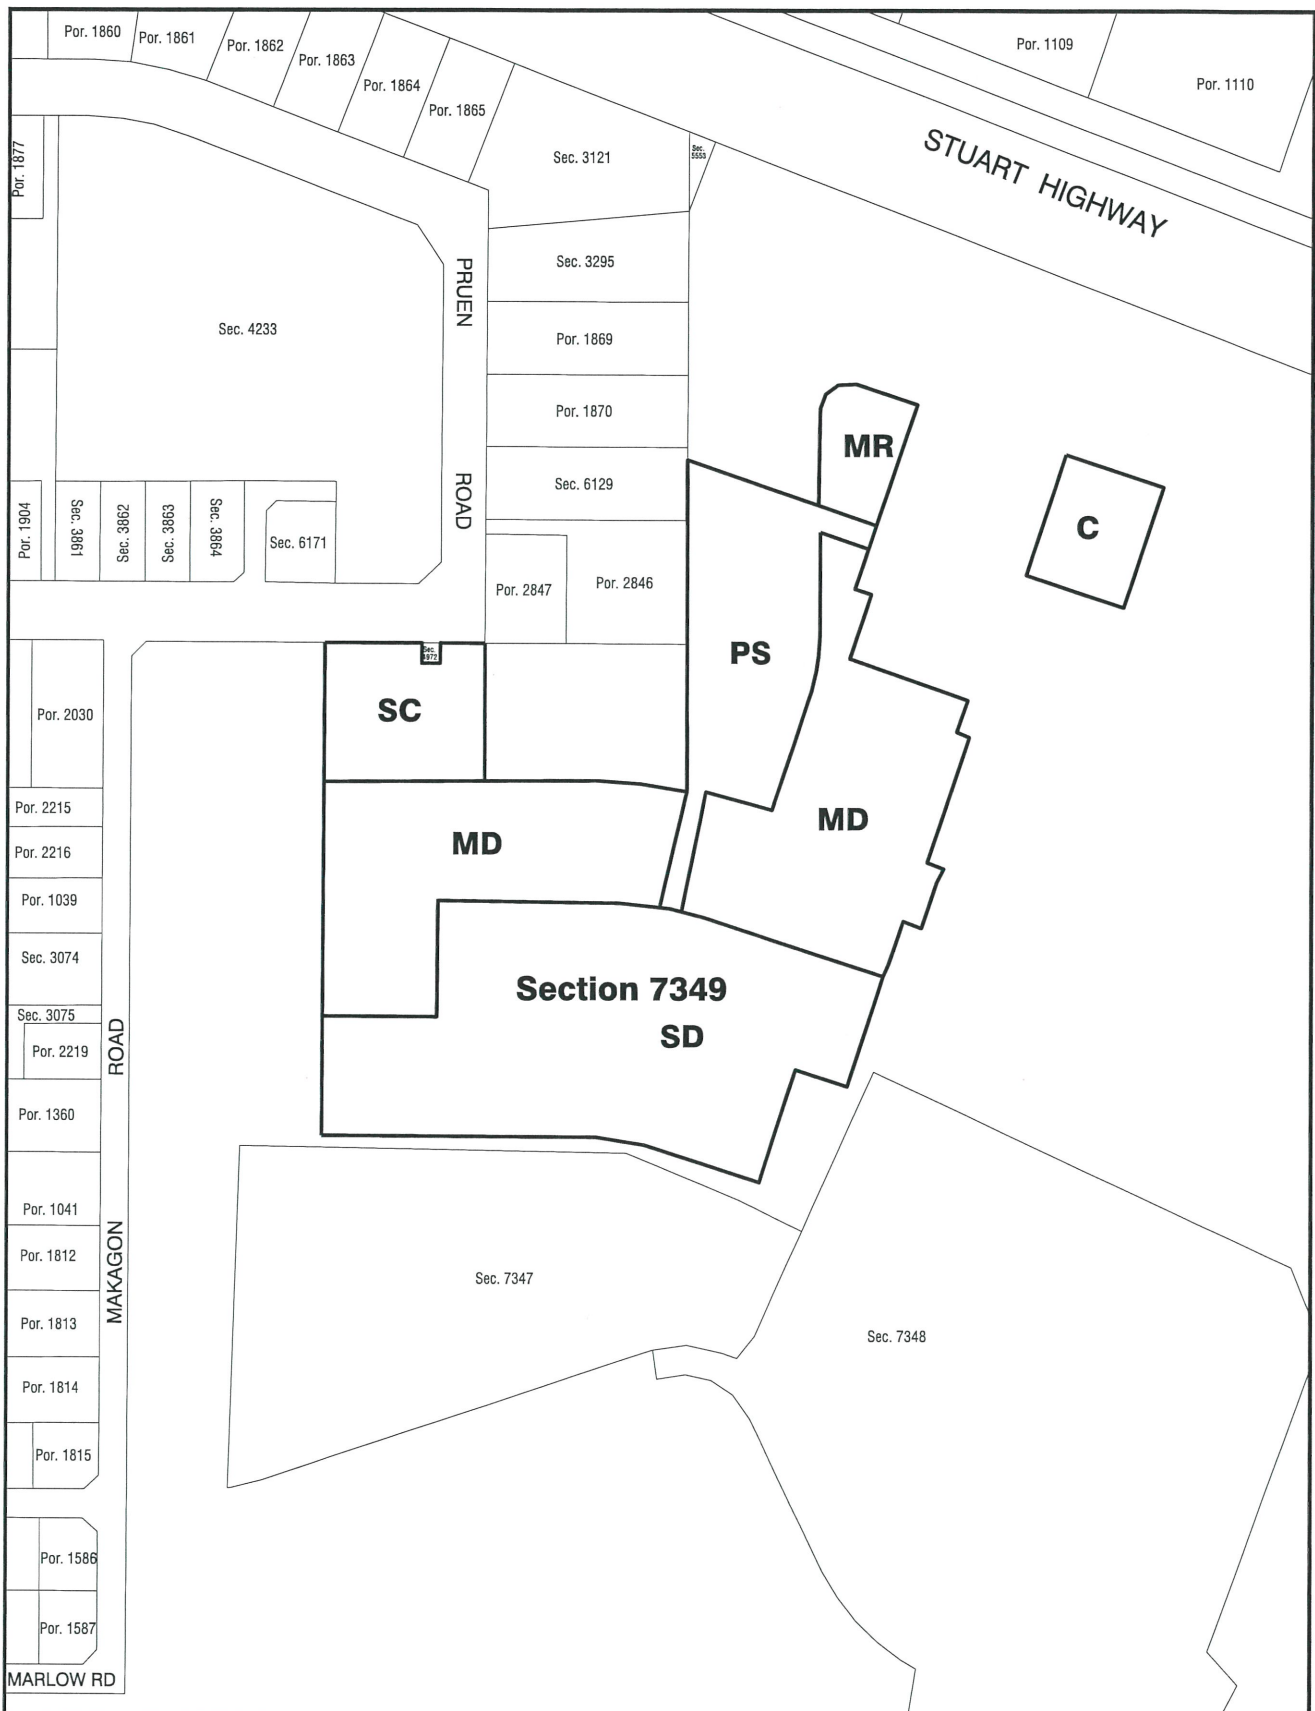 Por. 1860
Por. 1861
Por. 1862
Por. 1863
Por. 1864
Por. 1865
Por. 1109
Por. 1110
Por. 1877
Sec. 3121
Sec.
5553
STUART HIGHWAY
Sec. 3295
PRUEN
ROAD
Sec. 4233
Por. 1869
Por. 1870
Sec. 6129
MR
C
Por. 1904
Sec. 3861
Sec. 3862
Sec. 3863
Sec. 3864
Sec. 6171
Por. 2847
Por. 2846
PS
Sec.
4972
SC
Por. 2030
Por. 2215
Por. 2216
MD
MD
Por. 1039
Sec. 3074
Section 7349
SD
Sec. 3075
Por. 2219
ROAD
Por. 1360
Por. 1041
Por. 1812
MAKAGON
Sec. 7347
Por. 1813
Sec. 7348
Por. 1814
Por. 1815
Por. 1586
Por. 1587
MARLOW RD